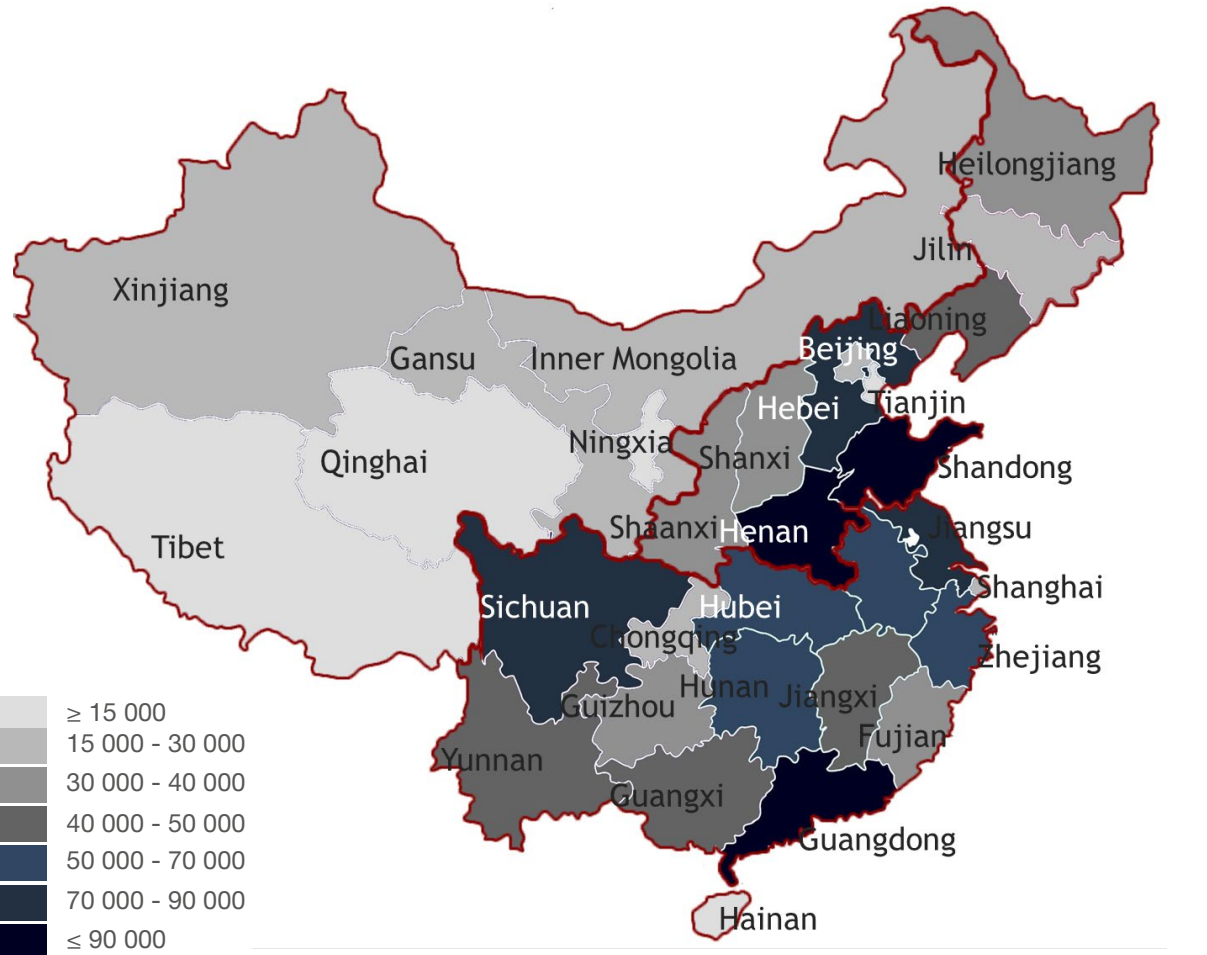 Heilongjiang
Jilin
Xinjiang
Liaoning
Beijing
Gansu
Inner Mongolia
Tianjin
Hebei
Ningxia
Shanxi
Qinghai
Shandong
Shaanxi
Henan
Jiangsu
Tibet
Shanghai
Sichuan
Hubei
Chongqing
Zhejiang
Hunan
Jiangxi
Guizhou
Fujian
Yunnan
Guangxi
Guangdong
Hainan
≥ 15 000
15 000 - 30 000
30 000 - 40 000
40 000 - 50 000
50 000 - 70 000
70 000 - 90 000
≤ 90 000